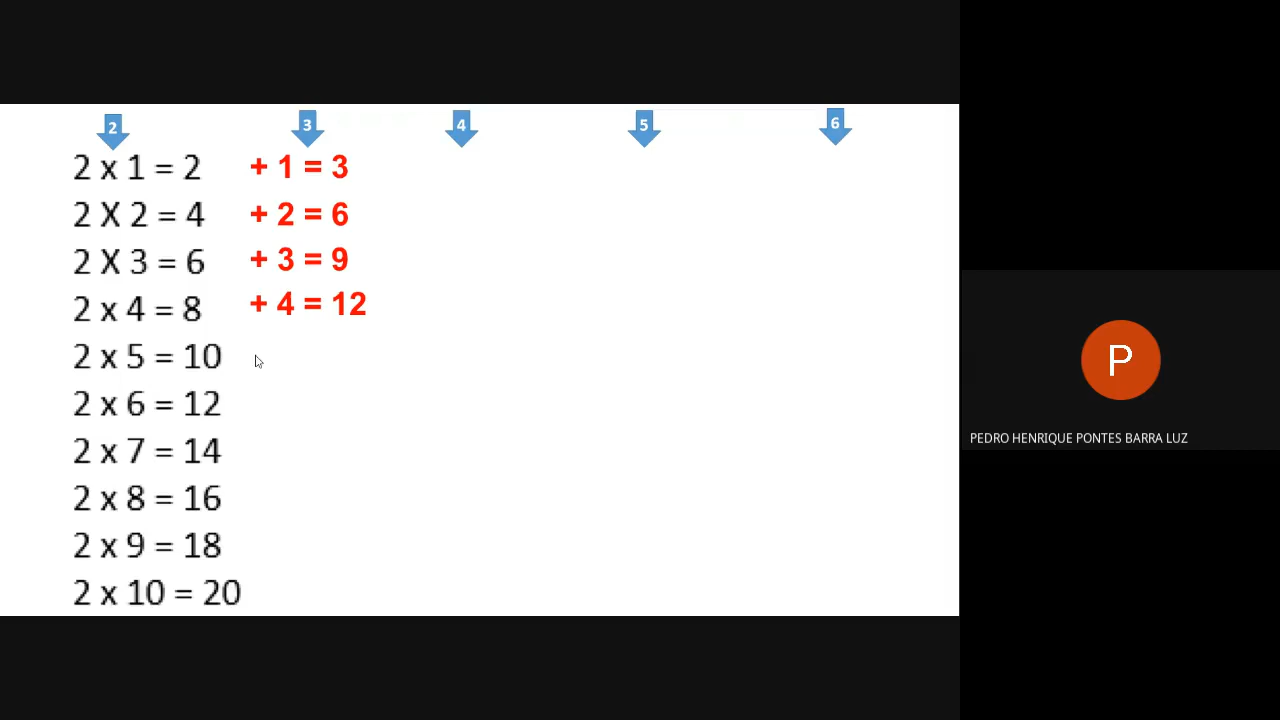 2 3 4 5 6
2 x 1 = 2 + 1 = 3
2 X 2 = 4 + 2 = 6
2 X 3 = 6 + 3 = 9
2 x 4 = 8 + 4 = 12
2 x 5 = 10
2 x 6 = 12
2 x 7 = 14
2 x 8 = 16
2 x 9 = 18
2 x 10 = 20
P
PEDRO HENRIQUE PONTES BARRA LUZ